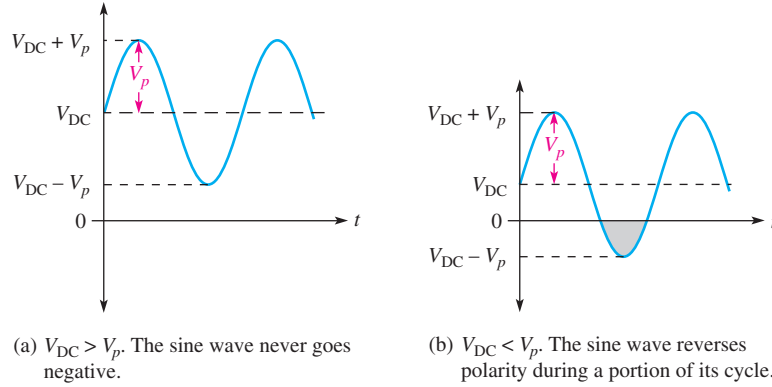 V_DC + V_p
V_p
V_DC
V_DC − V_p
0
t
(a) V_DC > V_p. The sine wave never goes
negative.
V_DC + V_p
V_p
V_DC
0
V_DC − V_p
(b) V_DC < V_p. The sine wave reverses
polarity during a portion of its cycle.